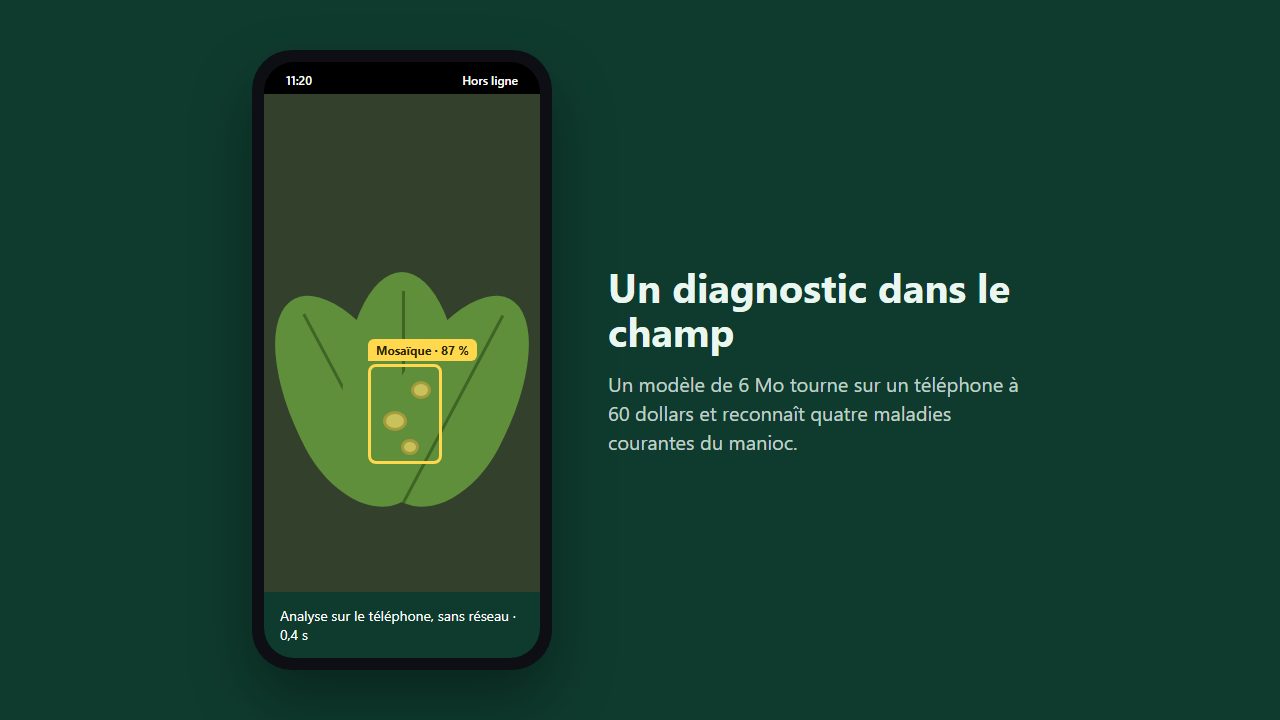 11:20
Hors ligne
Mosaïque · 87 %
Analyse sur le téléphone, sans réseau ·
0,4 s
Un diagnostic dans le
champ
Un modèle de 6 Mo tourne sur un téléphone à
60 dollars et reconnaît quatre maladies
courantes du manioc.